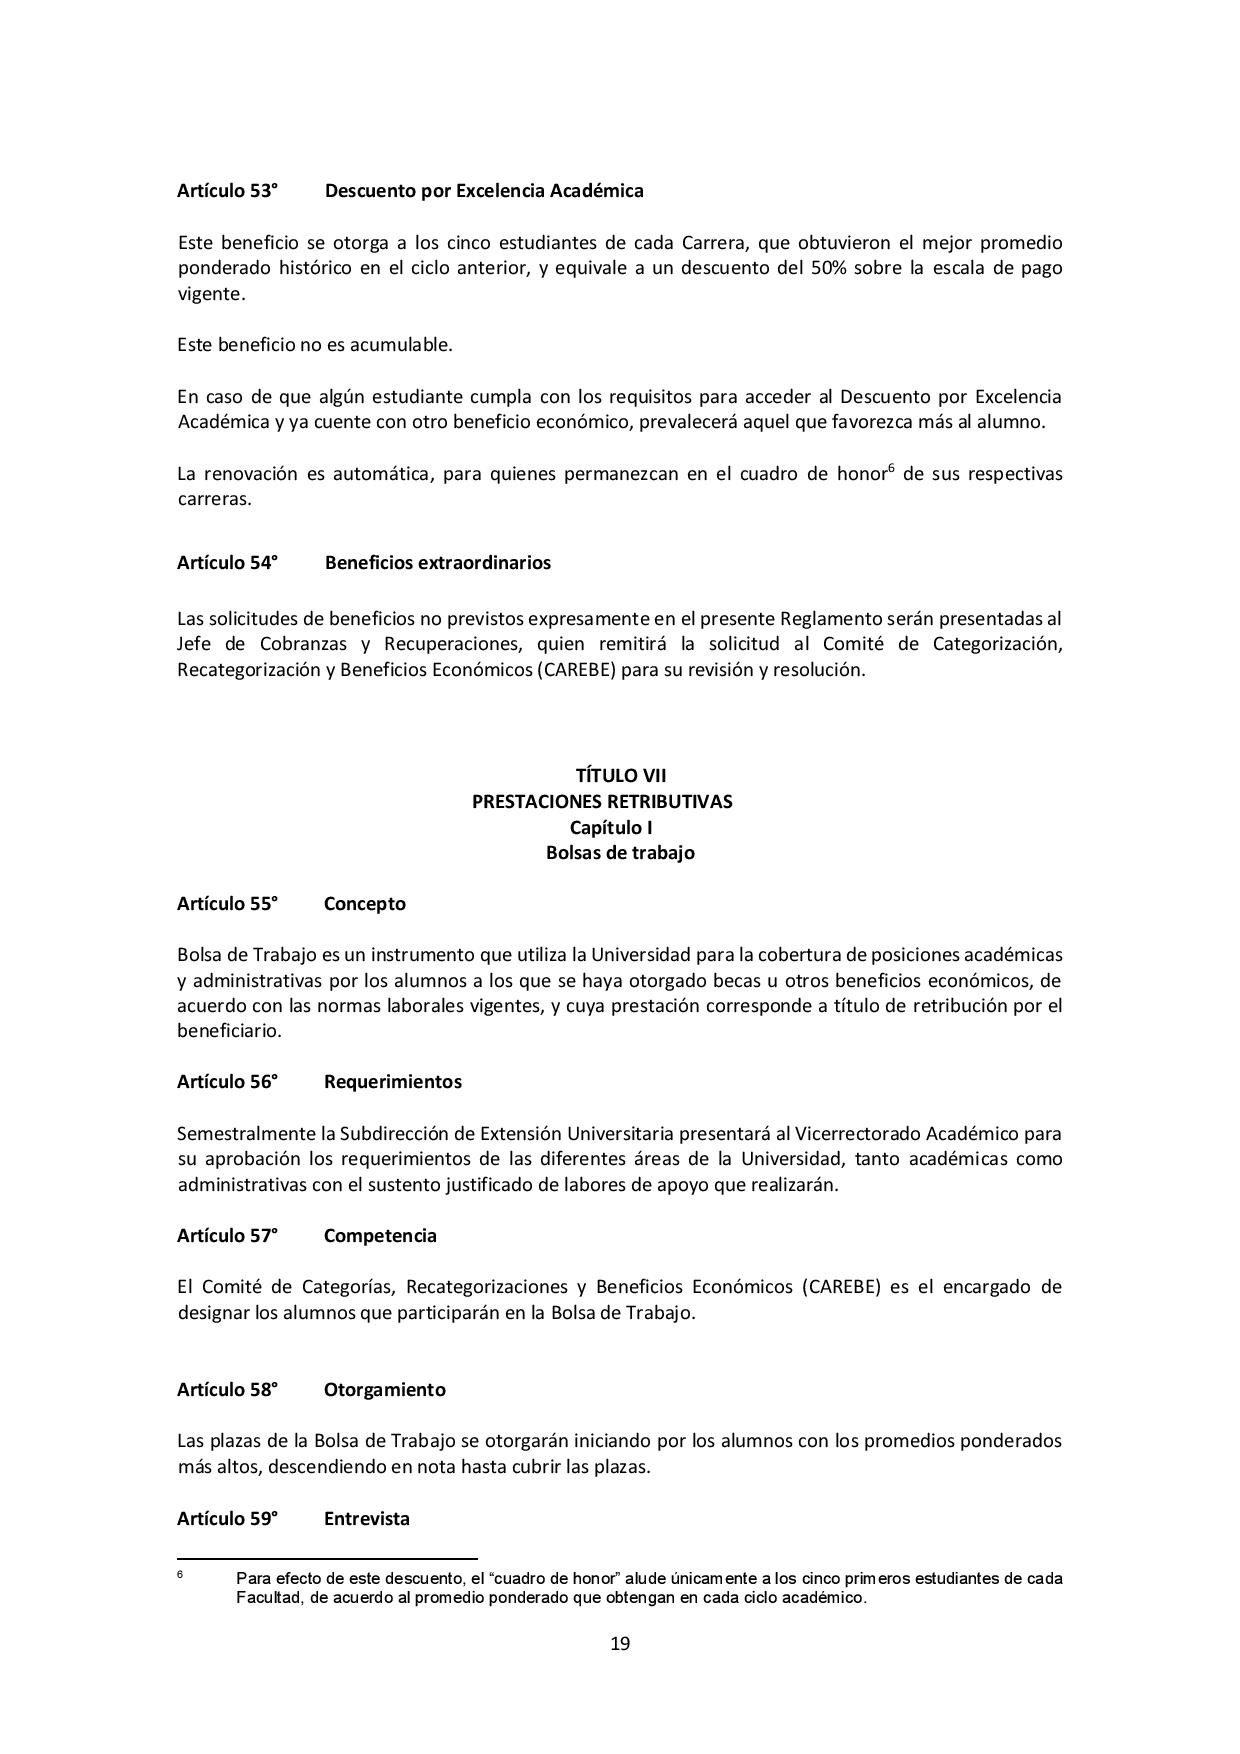 Artículo 53° Descuento por Excelencia Académica
Este beneficio se otorga a los cinco estudiantes de cada Carrera, que obtuvieron el mejor promedio
ponderado histórico en el ciclo anterior, y equivale a un descuento del 50% sobre la escala de pago
vigente.
Este beneficio no es acumulable.
En caso de que algún estudiante cumpla con los requisitos para acceder al Descuento por Excelencia
Académica y ya cuente con otro beneficio económico, prevalecerá aquel que favorezca más al alumno.
La renovación es automática, para quienes permanezcan en el cuadro de honor6 de sus respectivas
carreras.
Artículo 54° Beneficios extraordinarios
Las solicitudes de beneficios no previstos expresamente en el presente Reglamento serán presentadas al
Jefe de Cobranzas y Recuperaciones, quien remitirá la solicitud al Comité de Categorización,
Recategorización y Beneficios Económicos (CAREBE) para su revisión y resolución.
TÍTULO VII
PRESTACIONES RETRIBUTIVAS
Capítulo I
Bolsas de trabajo
Artículo 55° Concepto
Bolsa de Trabajo es un instrumento que utiliza la Universidad para la cobertura de posiciones académicas
y administrativas por los alumnos a los que se haya otorgado becas u otros beneficios económicos, de
acuerdo con las normas laborales vigentes, y cuya prestación corresponde a título de retribución por el
beneficiario.
Artículo 56° Requerimientos
Semestralmente la Subdirección de Extensión Universitaria presentará al Vicerrectorado Académico para
su aprobación los requerimientos de las diferentes áreas de la Universidad, tanto académicas como
administrativas con el sustento justificado de labores de apoyo que realizarán.
Artículo 57° Competencia
El Comité de Categorías, Recategorizaciones y Beneficios Económicos (CAREBE) es el encargado de
designar los alumnos que participarán en la Bolsa de Trabajo.
Artículo 58° Otorgamiento
Las plazas de la Bolsa de Trabajo se otorgarán iniciando por los alumnos con los promedios ponderados
más altos, descendiendo en nota hasta cubrir las plazas.
Artículo 59° Entrevista
6 Para efecto de este descuento, el “cuadro de honor” alude únicamente a los cinco primeros estudiantes de cada
Facultad, de acuerdo al promedio ponderado que obtengan en cada ciclo académico.
19